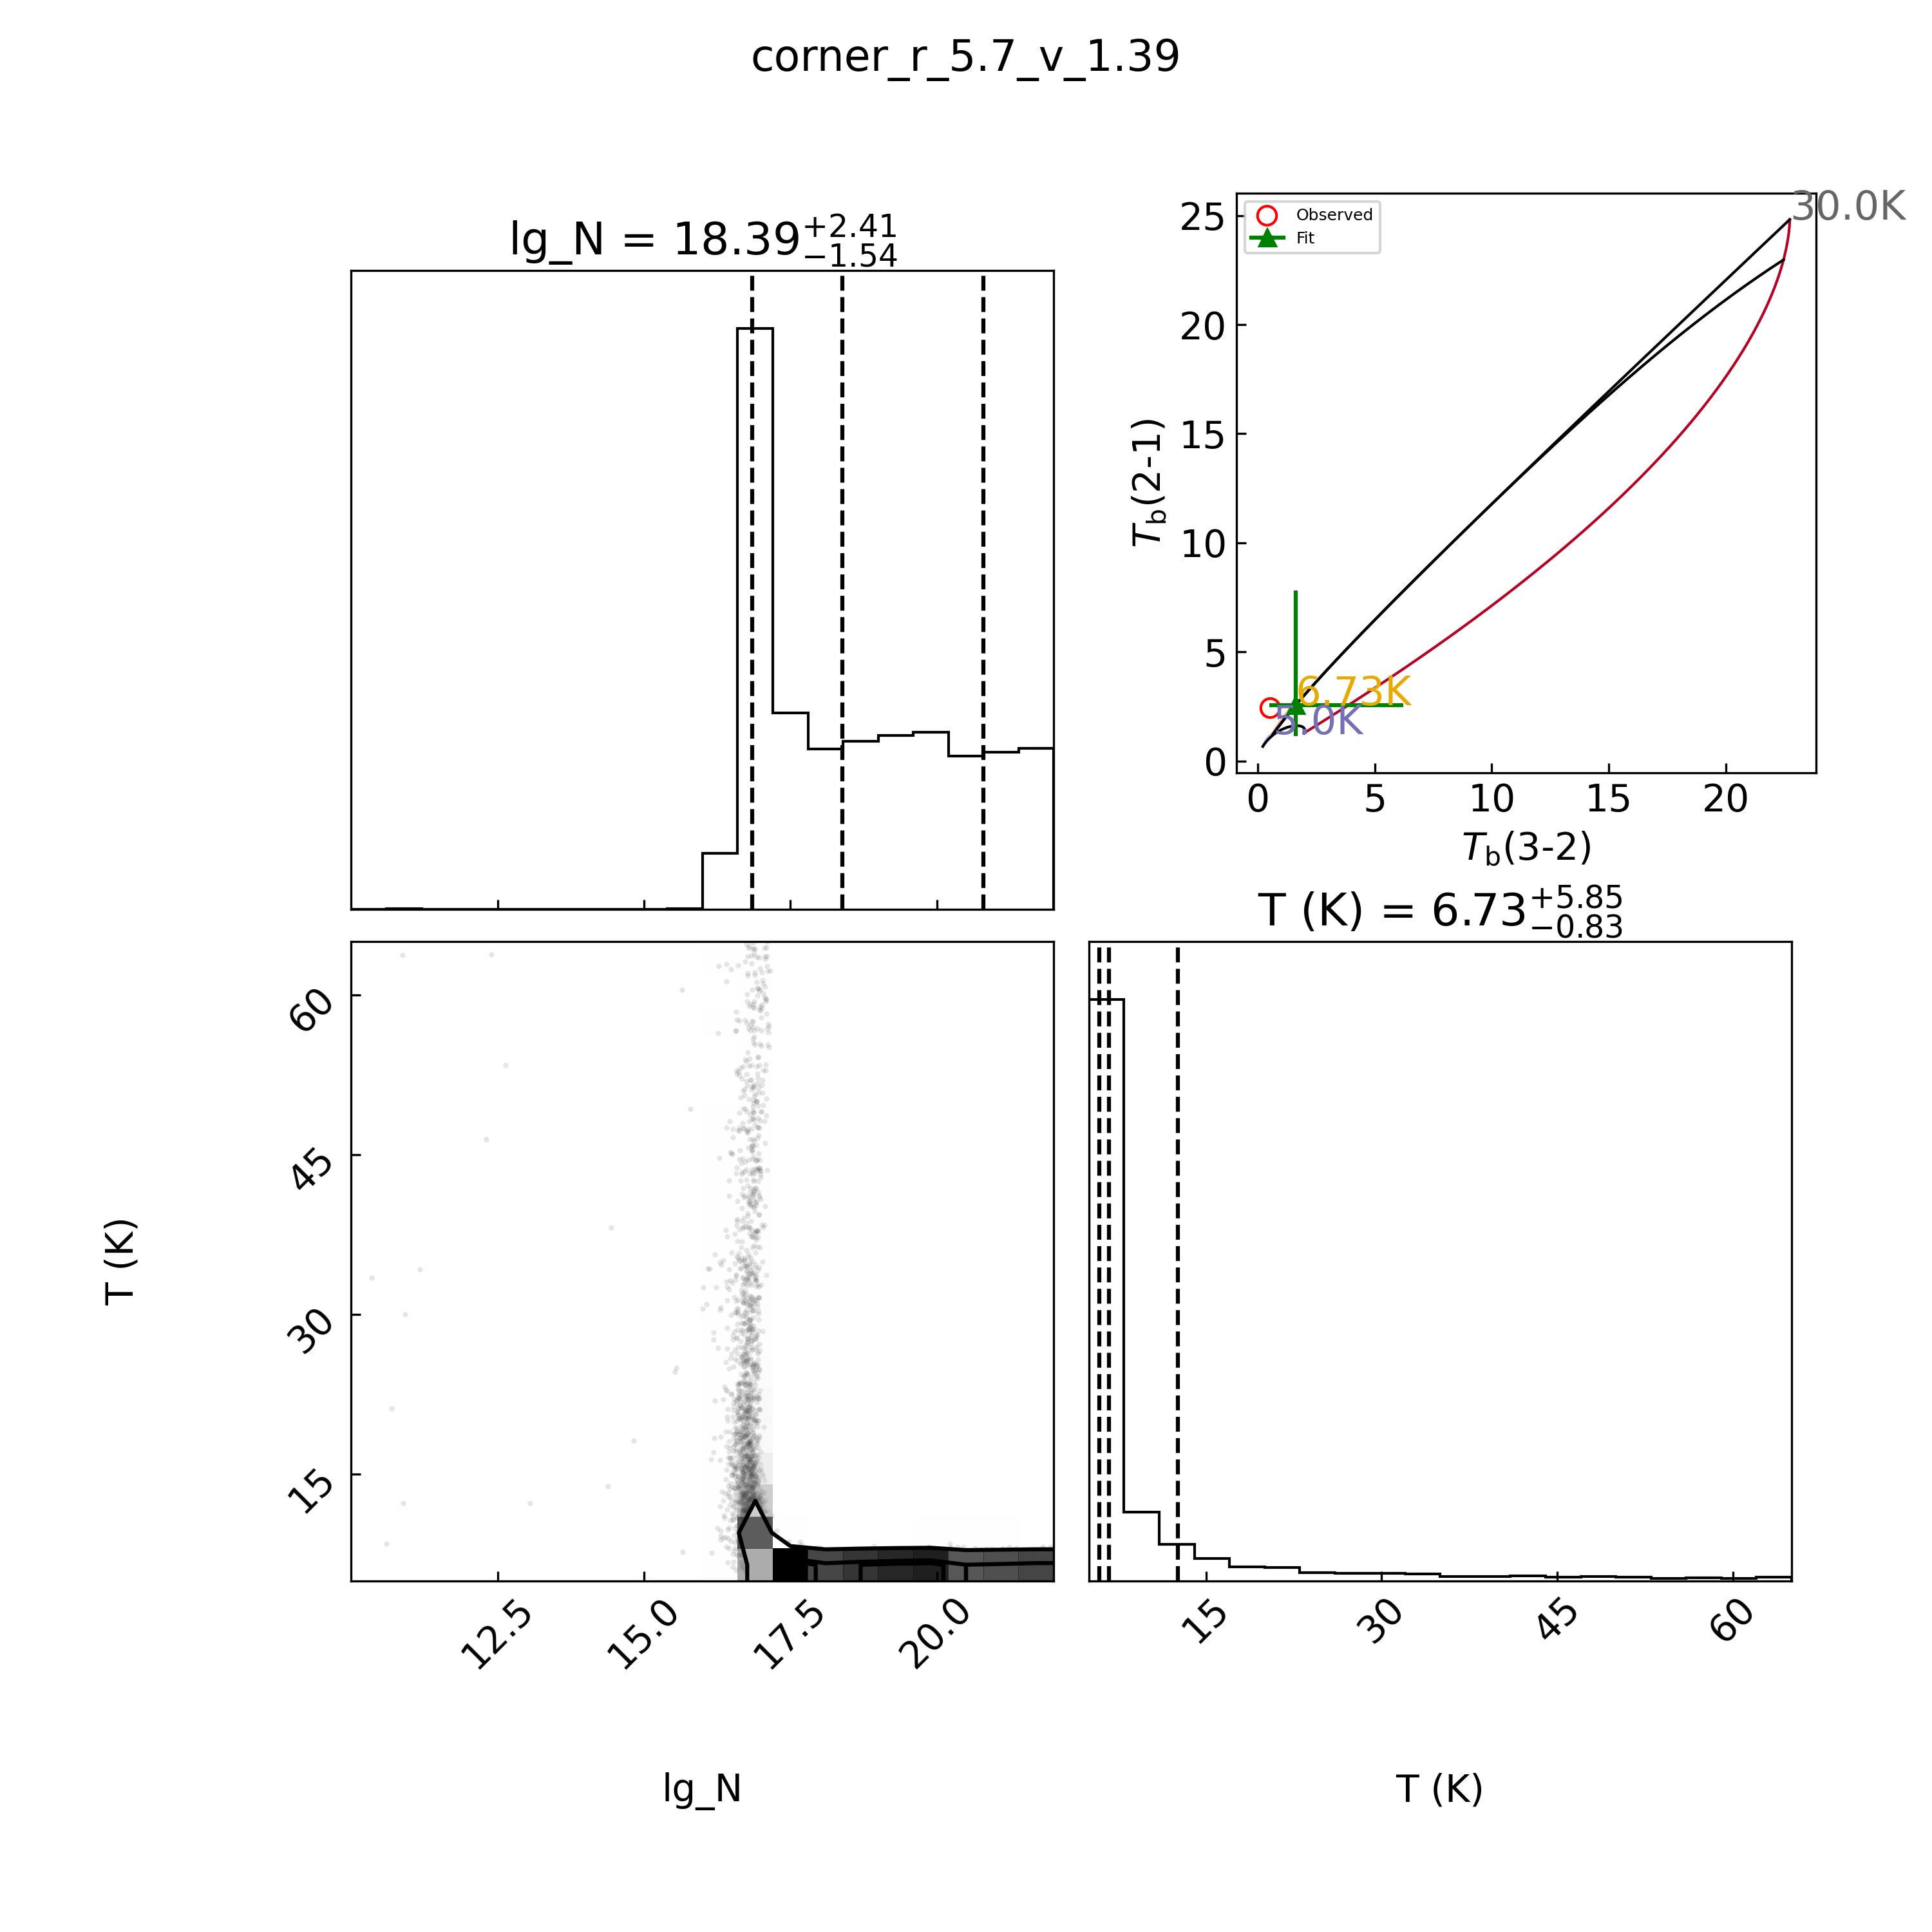 corner_r_5.7_v_1.39
lg_N = 18.39+2.41−1.54
30.0K
25
20
15
10
5
0
Tb(2-1)
Observed
Fit
6.73K
5.0K
0 5 10 15 20
Tb(3-2)
T (K) = 6.73+5.85−0.83
60
45
30
15
T (K)
12.5 15.0 17.5 20.0
lg_N
15 30 45 60
T (K)